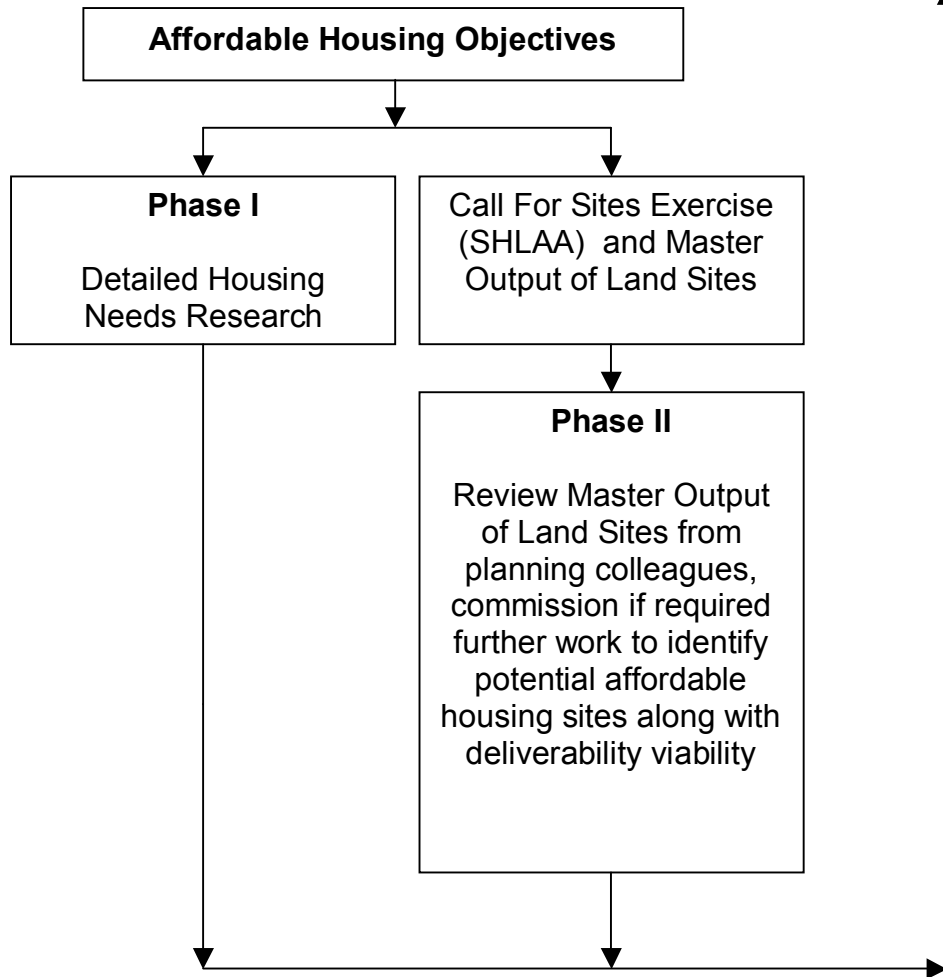 Affordable Housing Objectives
Phase I
Detailed Housing
Needs Research
Call For Sites Exercise
(SHLAA)  and Master
Output of Land Sites
Phase II
Review Master Output
of Land Sites from
planning colleagues,
commission if required
further work to identify
potential affordable
housing sites along with
deliverability viability